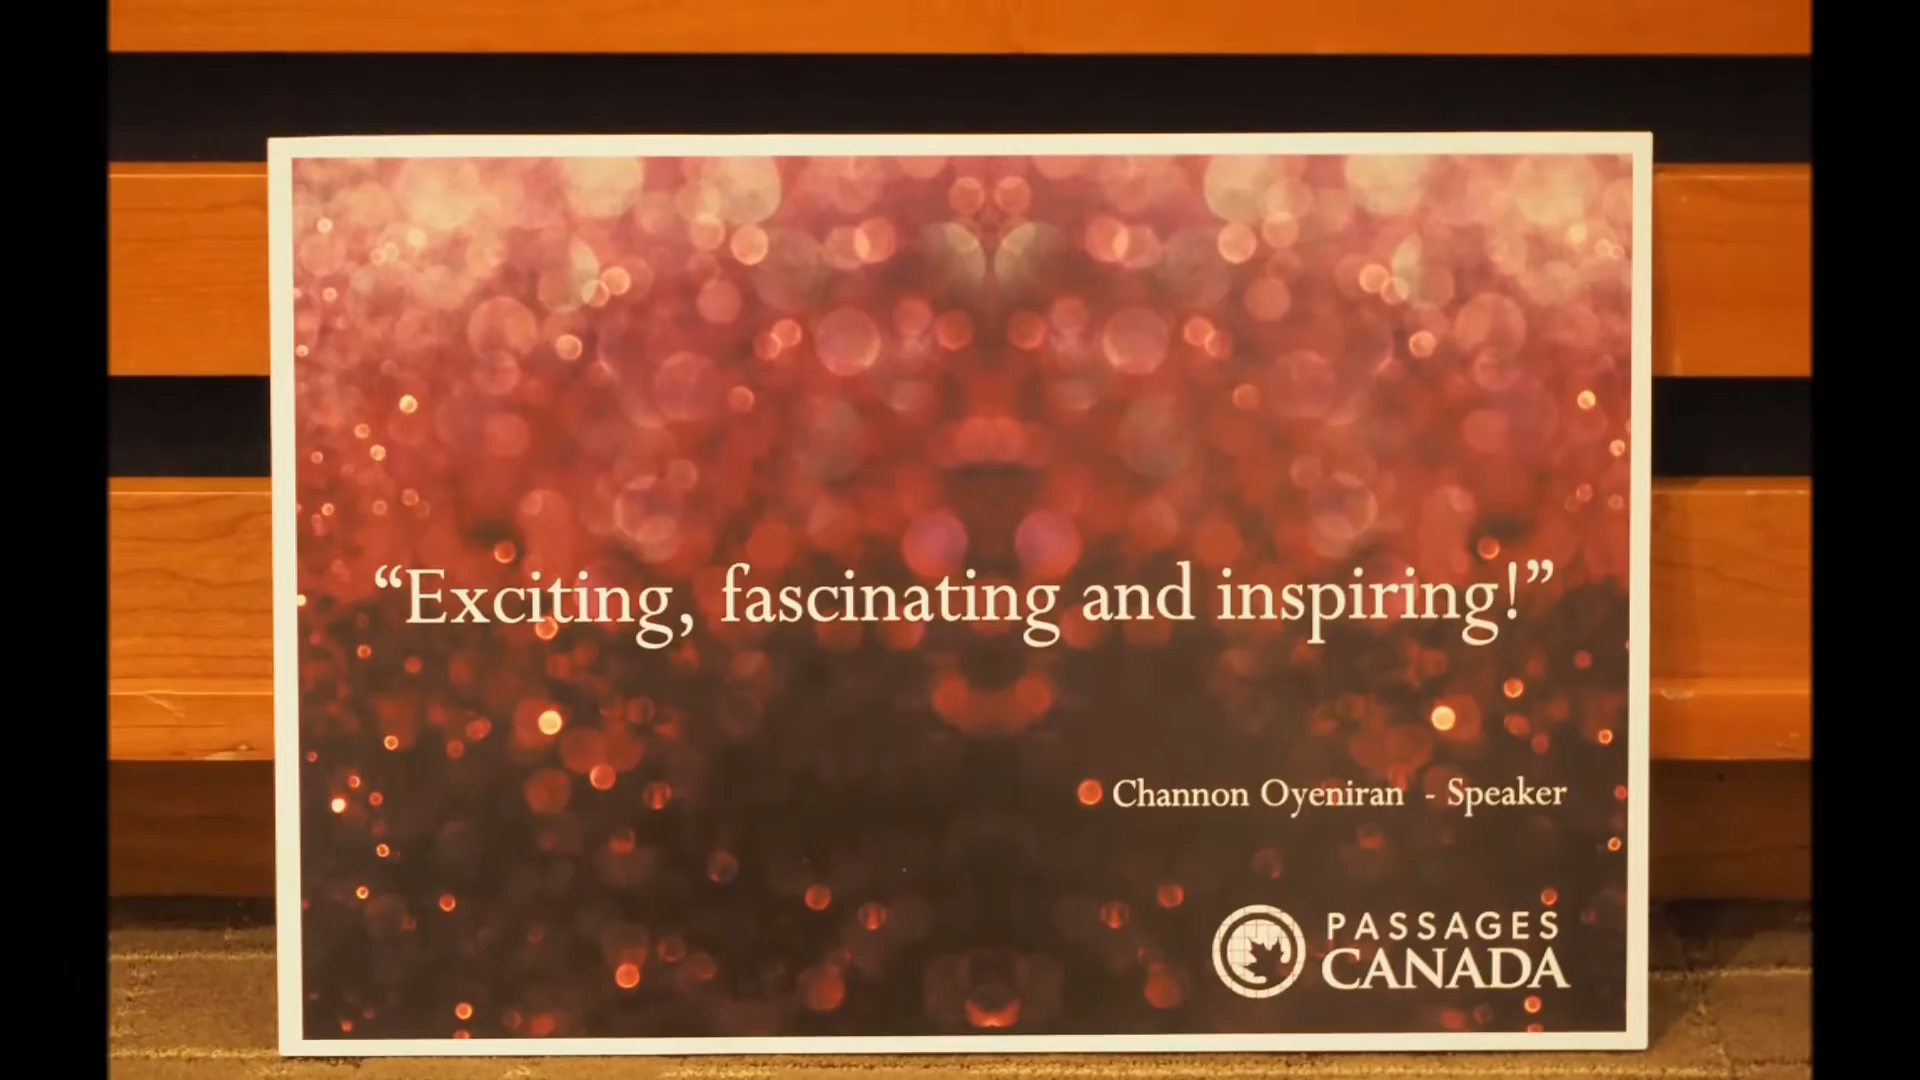 “Exciting, fascinating and inspiring!”
Channon Oyeniran - Speaker
PASSAGES
CANADA